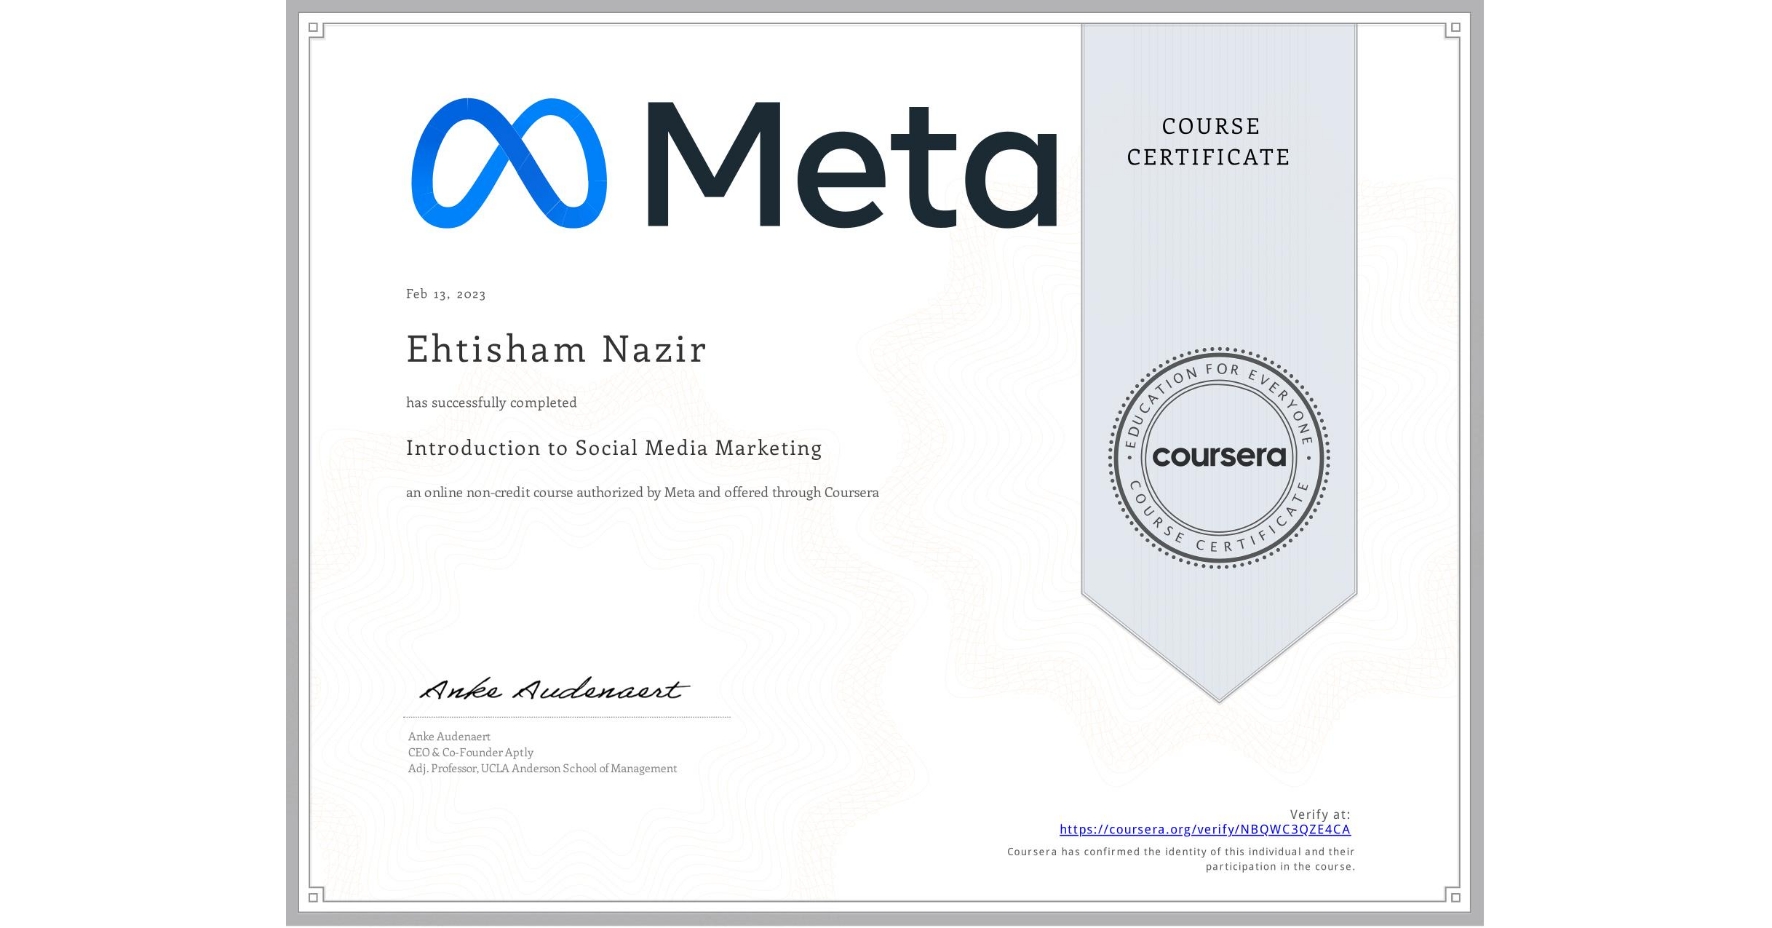 Meta
COURSE
CERTIFICATE
Feb 13, 2023
Ehtisham Nazir
has successfully completed
Introduction to Social Media Marketing
an online non-credit course authorized by Meta and offered through Coursera
EDUCATION FOR EVERYONE
coursera
COURSE CERTIFICATE
Anke Audenaert
Anke Audenaert
CEO & Co-Founder Aptly
Adj. Professor, UCLA Anderson School of Management
Verify at:
https://coursera.org/verify/NBQWC3QZE4CA
Coursera has confirmed the identity of this individual and their
participation in the course.